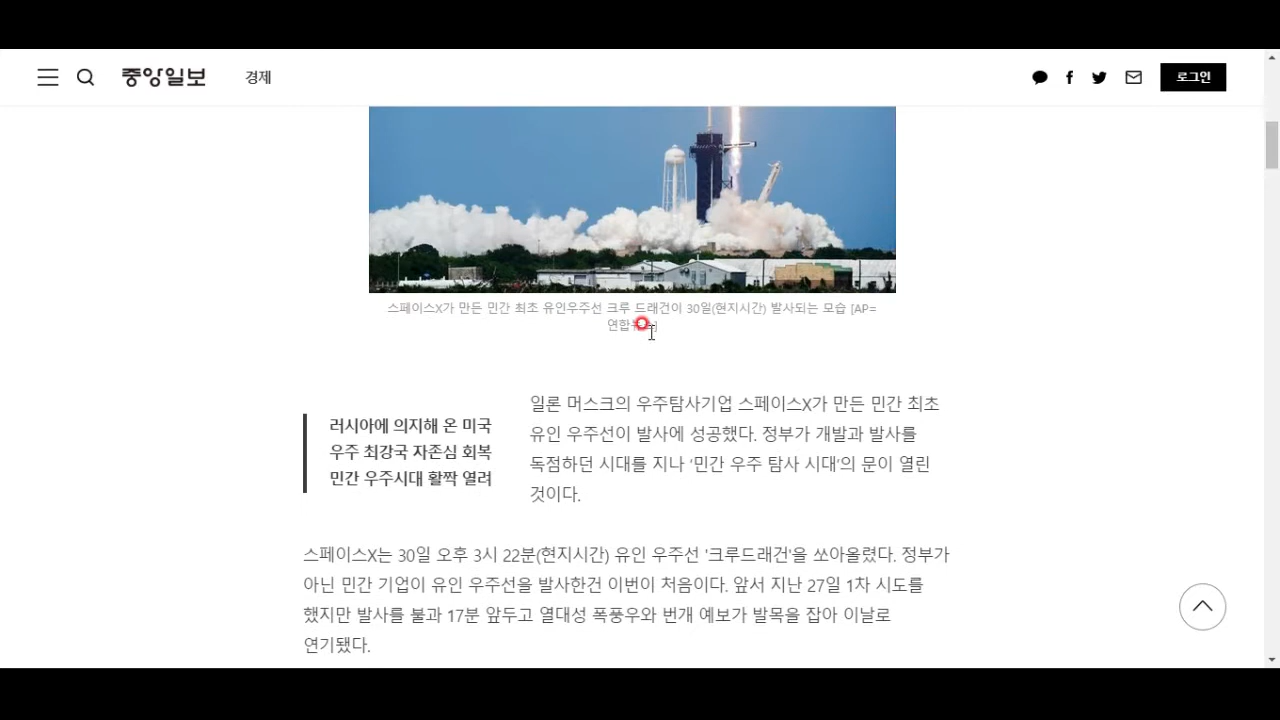 중앙일보
경제
로그인
스페이스X가 만든 민간 최초 유인우주선 크루 드래건이 30일(현지시간) 발사되는 모습 [AP=
연합
러시아에 의지해 온 미국
우주 최강국 자존심 회복
민간 우주시대 활짝 열려
일론 머스크의 우주탐사기업 스페이스X가 만든 민간 최초
유인 우주선이 발사에 성공했다. 정부가 개발과 발사를
독점하던 시대를 지나 ‘민간 우주 탐사 시대’의 문이 열린
것이다.
스페이스X는 30일 오후 3시 22분(현지시간) 유인 우주선 '크루드래건'을 쏘아올렸다. 정부가
아닌 민간 기업이 유인 우주선을 발사한건 이번이 처음이다. 앞서 지난 27일 1차 시도를
했지만 발사를 불과 17분 앞두고 열대성 폭풍우와 번개 예보가 발목을 잡아 이날로
연기됐다.